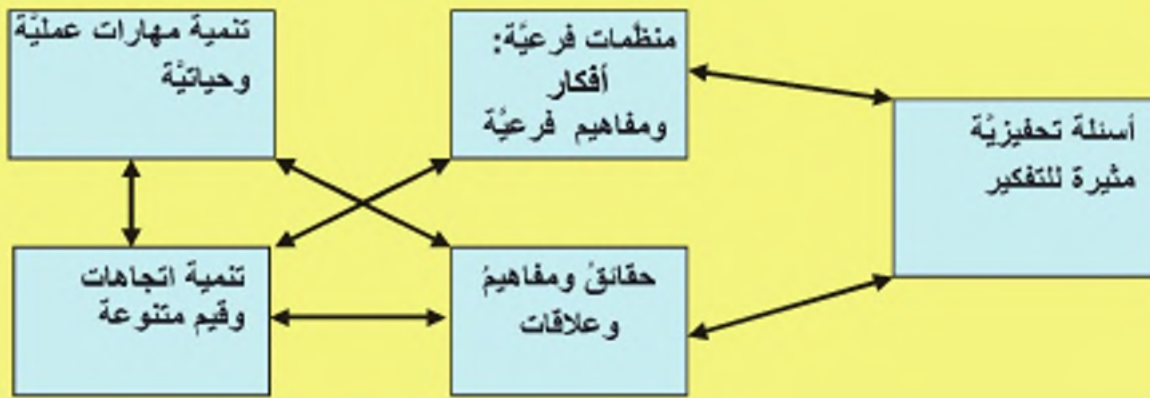 أسئلة تحفيزيَّة
مثيرة للتفكير
منظَّمات فرعيَّة:
أفكار
ومفاهيم فرعيَّة
تنمية مهارات عمليَّة
وحياتيَّة
حقائقُ ومفاهيمُ
وعلاقات
تنمية اتجاهات
وقيم متنوعة